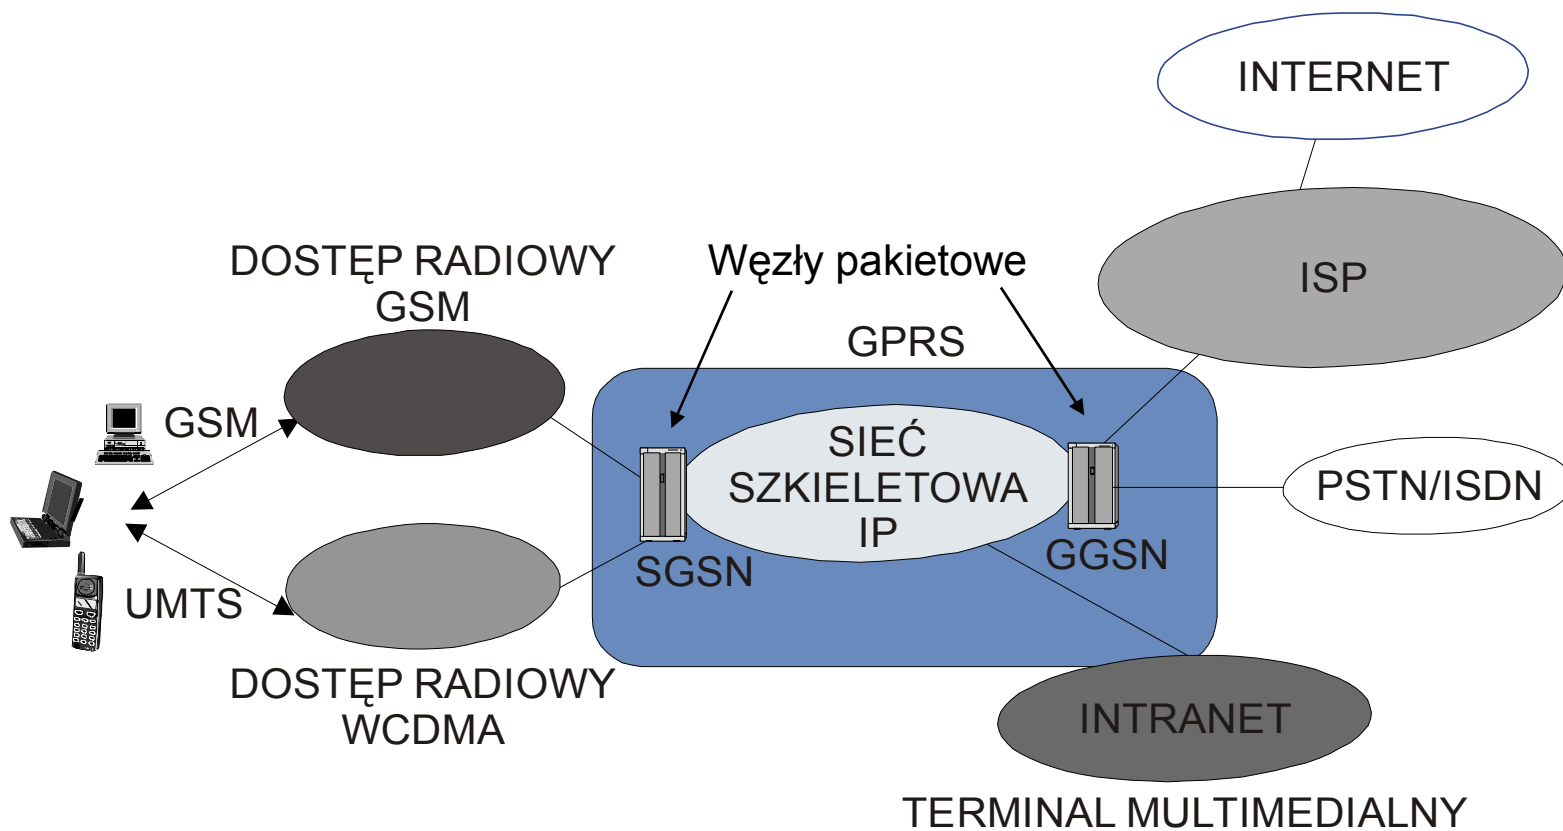 INTERNET
DOSTĘP RADIOWY
GSM
Węzły pakietowe
ISP
GPRS
GSM
SIEĆ
SZKIELETOWA
IP
PSTN/ISDN
SGSN
GGSN
UMTS
DOSTĘP RADIOWY
WCDMA
INTRANET
TERMINAL MULTIMEDIALNY